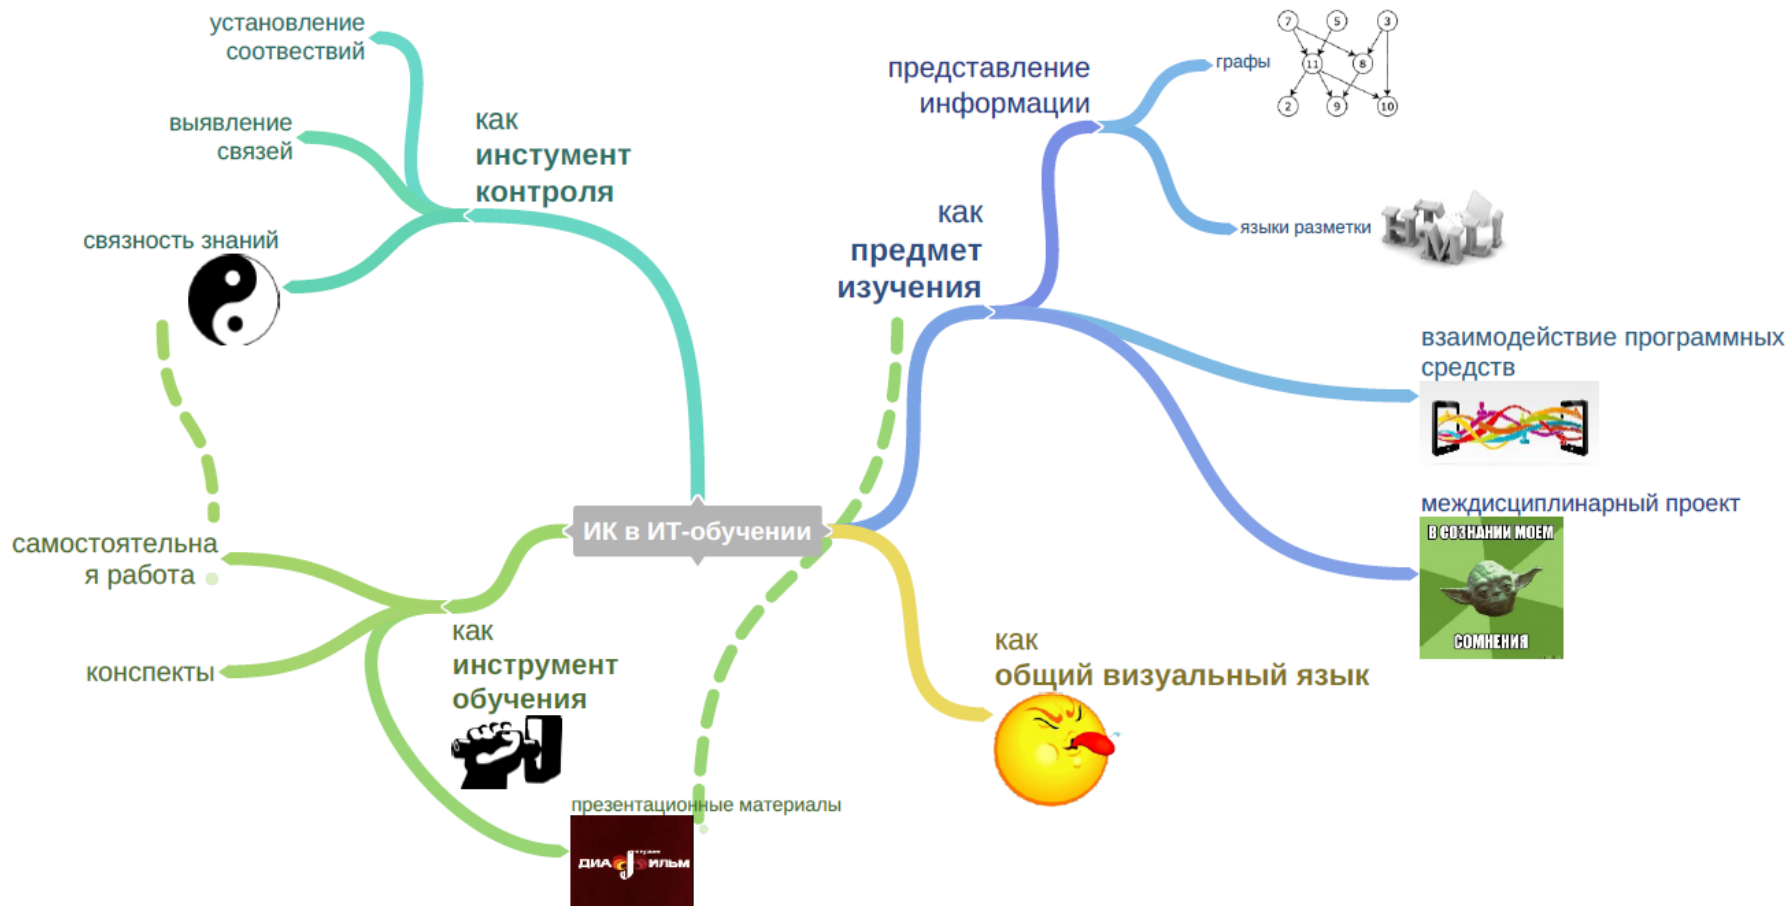 установление
соотвествий
выявление
связей
связность знаний
как
инстумент
контроля
представление
информации
графы
7 5 3
11 8
2 9 10
языки разметки
HTML
как
предмет
изучения
взаимодействие программных
средств
междисциплинарный проект
В СОЗНАНИИ МОЕМ
СОМНЕНИЯ
ИК в ИТ-обучении
самостоятельна
я работа
конспекты
как
инструмент
обучения
презентационные материалы
ДИАФИЛЬМ
как
общий визуальный язык